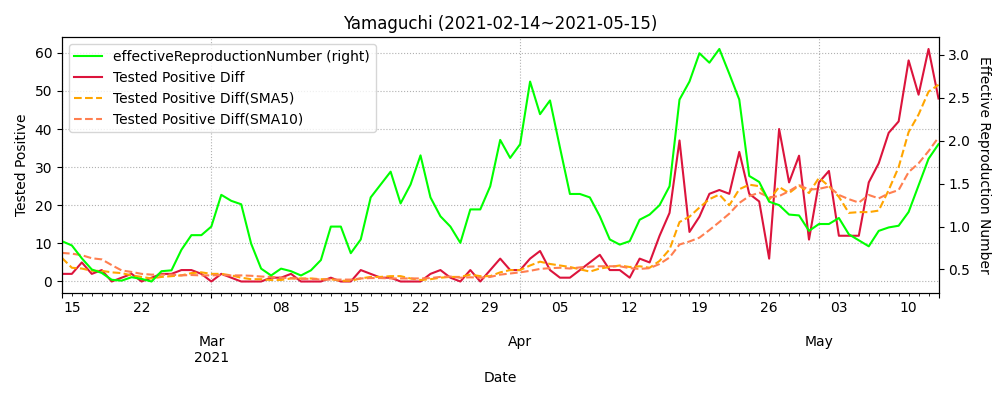 Yamaguchi (2021-02-14~2021-05-15)
effectiveReproductionNumber (right)
Tested Positive Diff
Tested Positive Diff(SMA5)
Tested Positive Diff(SMA10)
Tested Positive
60
50
40
30
20
10
0
3.0
2.5
2.0
1.5
1.0
0.5
Effective Reproduction Number
15 22 08 15 22 29 05 12 19 26 03 10
Mar Apr May
2021
Date